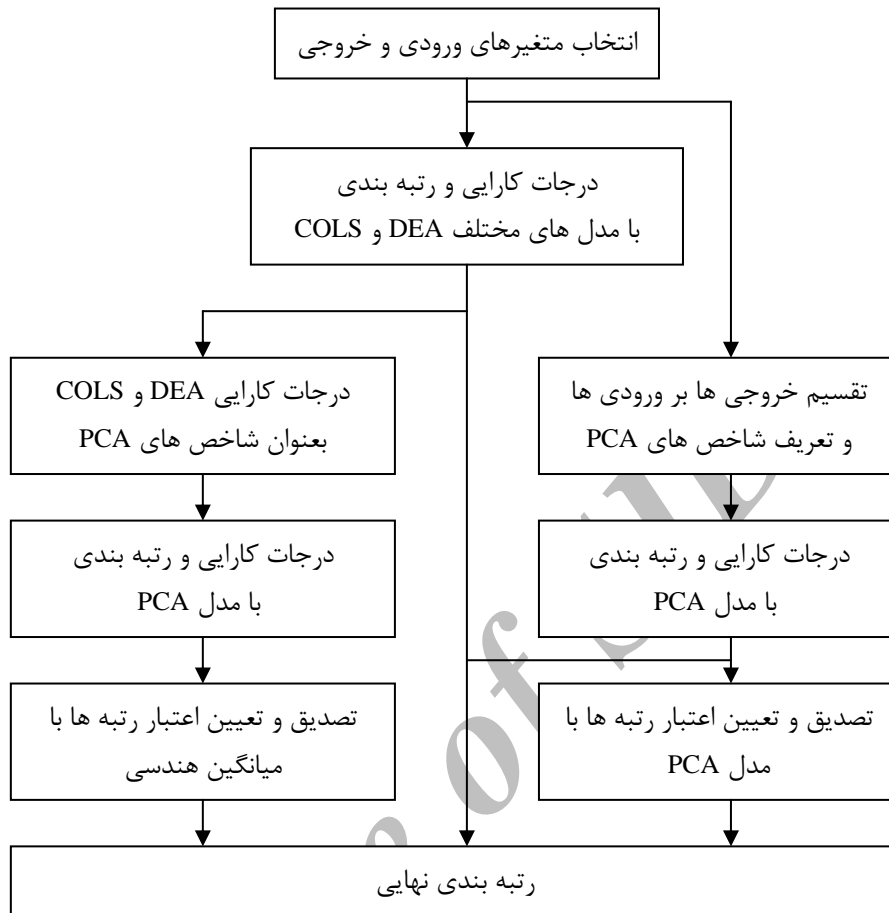 انتخاب متغیرهای ورودی و خروجی
درجات کارایی و رتبه بندی
با مدل های مختلف DEA و COLS
تقسیم خروجی ها بر ورودی ها
و تعریف شاخص های PCA
درجات کارایی DEA و COLS
بعنوان شاخص های PCA
درجات کارایی و رتبه بندی
با مدل PCA
درجات کارایی و رتبه بندی
با مدل PCA
تصدیق و تعیین اعتبار رتبه ها با
مدل PCA
تصدیق و تعیین اعتبار رتبه ها با
میانگین هندسی
رتبه بندی نهایی
of